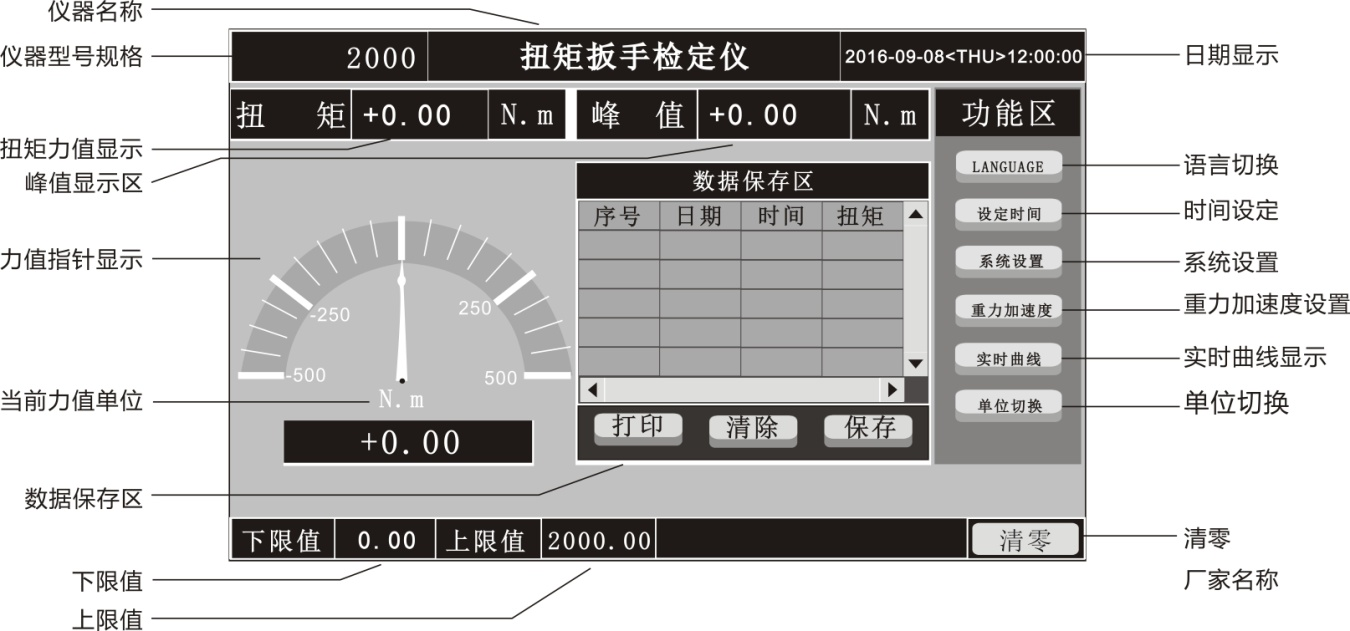 仪器名称
仪器型号规格
2000
扭矩扳手检定仪
2016-09-08<THU>12:00:00
日期显示
扭 矩
+0.00
N.m
峰 值
+0.00
N.m
功能区
扭矩力值显示
峰值显示区
数据保存区
LANGUAGE
语言切换
序号 日期 时间 扭矩
设定时间
时间设定
力值指针显示
系统设置
系统设置
-250
250
重力加速度
重力加速度设置
实时曲线
实时曲线显示
-500
500
当前力值单位
N.m
单位切换
单位切换
打印
清除
保存
+0.00
数据保存区
下限值
0.00
上限值
2000.00
清零
清零
下限值
厂家名称
上限值